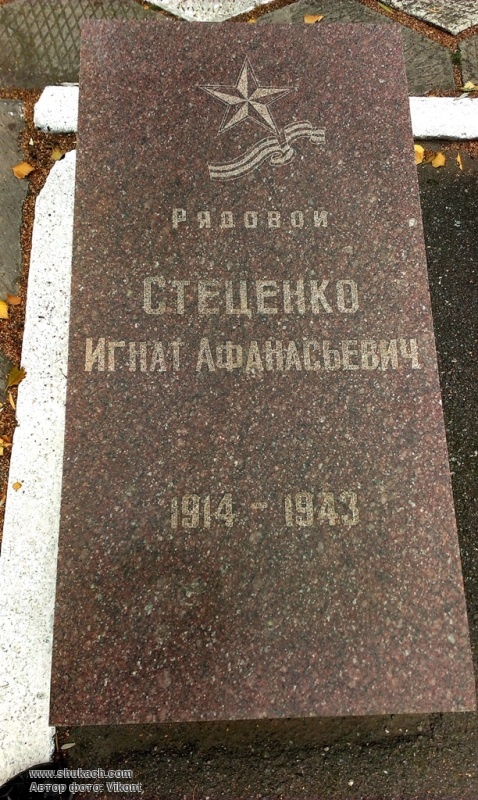 Рядовой
Стеценко
Игнат Афанасьевич
1914 - 1943
www.shukach.com
Автор фото: Vikont